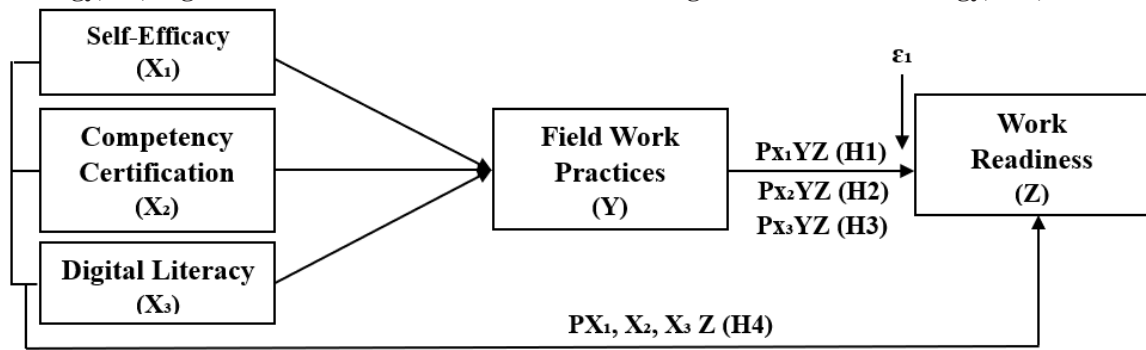 Self-Efficacy
(X₁)
Competency
Certification
(X₂)
Digital Literacy
(X₃)
Field Work
Practices
(Y)
Px₁YZ (H1)
Px₂YZ (H2)
Px₃YZ (H3)
ε₁
Work
Readiness
(Z)
PX₁, X₂, X₃ Z (H4)